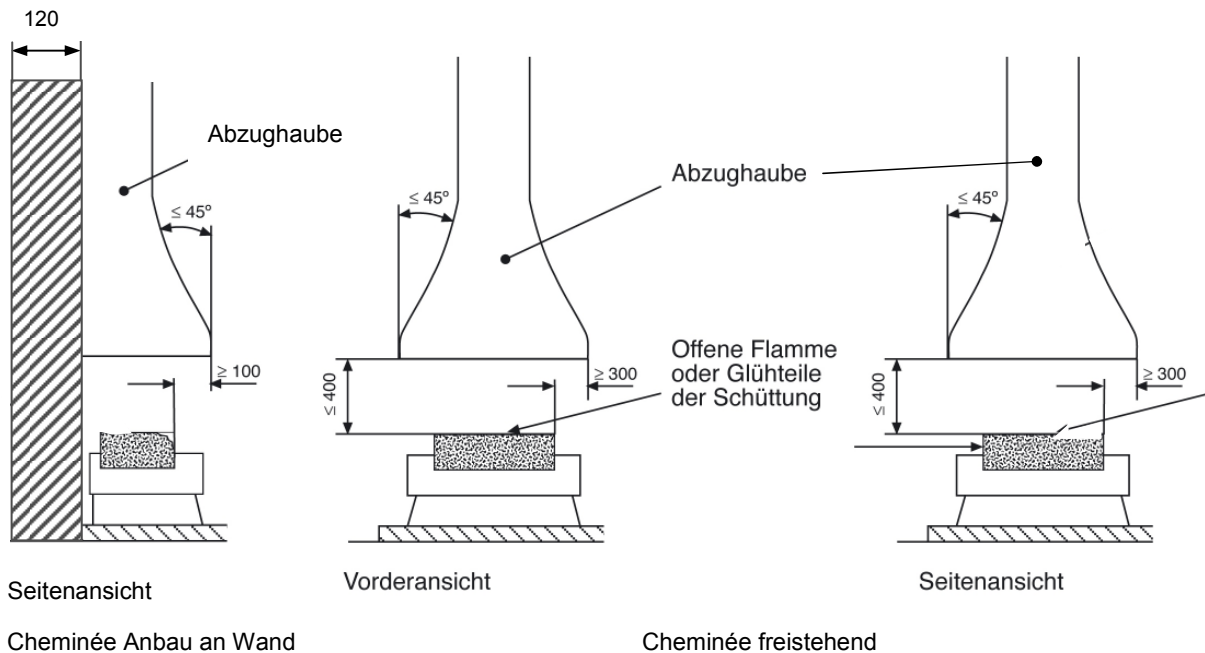 120
Abzughaube
≤ 45°
≥ 100
Seitenansicht
Cheminée Anbau an Wand
≤ 45°
Abzughaube
≤ 400
≥ 300
Offene Flamme
oder Glühteile
der Schüttung
Vorderansicht
≤ 45°
≤ 400
≥ 300
Seitenansicht
Cheminée freistehend